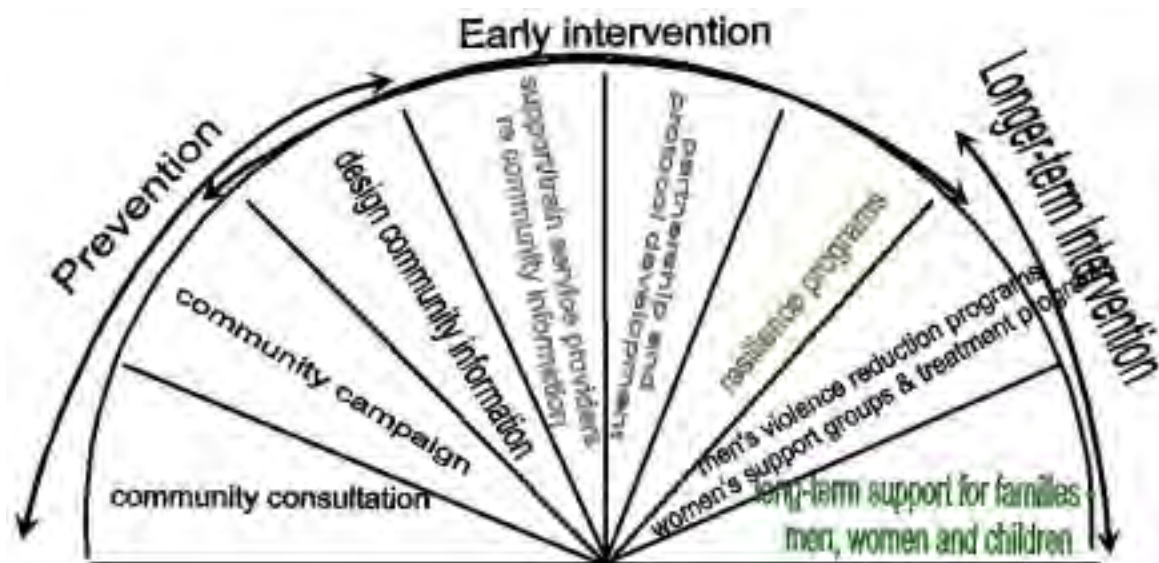 Early intervention
Prevention
Longer-term Intervention
community consultation
community campaign
design community information
support/train service providers
re community information
partnership and
protocol development
resilience programs
men's violence reduction programs
women's support groups & treatment program
long-term support for families -
men, women and children